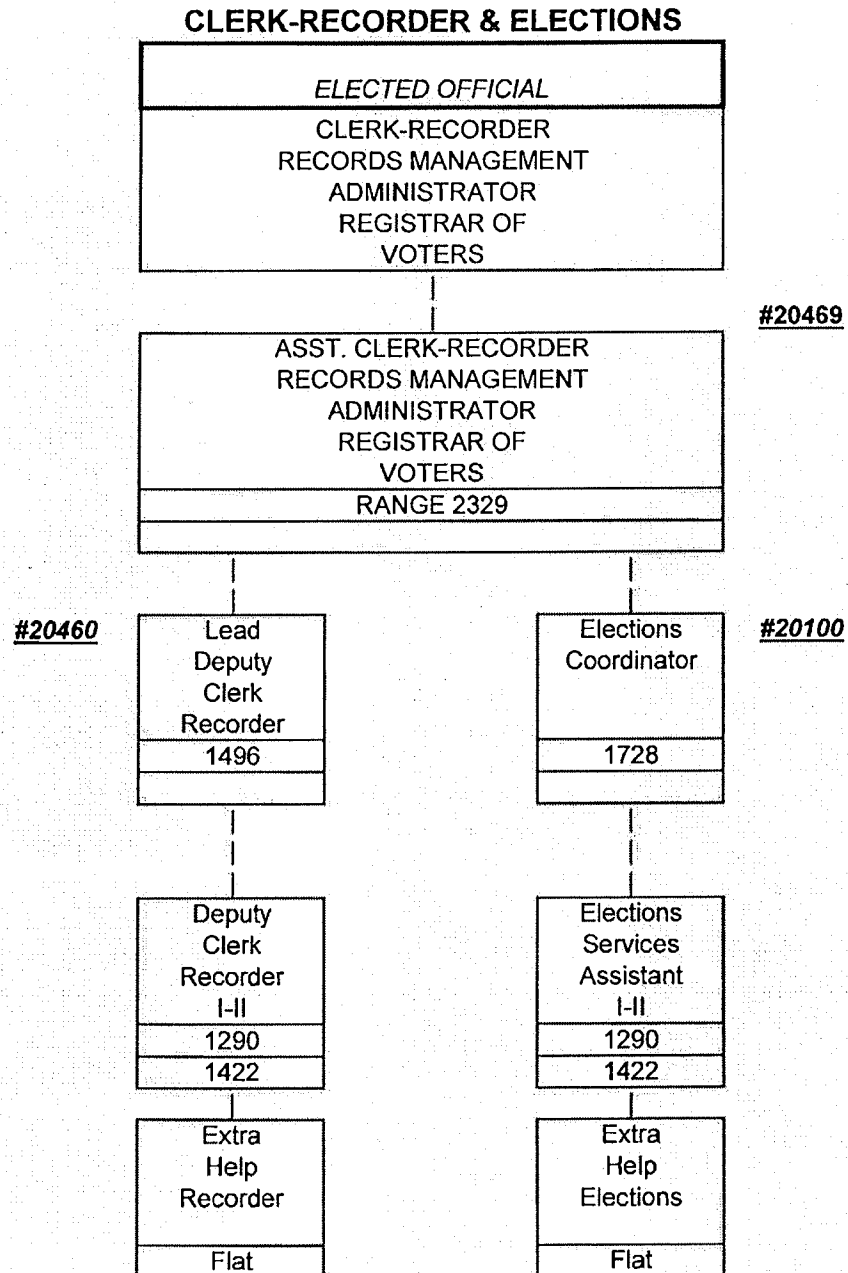 CLERK-RECORDER & ELECTIONS
ELECTED OFFICIAL
CLERK-RECORDER
RECORDS MANAGEMENT
ADMINISTRATOR
REGISTRAR OF
VOTERS
#20469
ASST. CLERK-RECORDER
RECORDS MANAGEMENT
ADMINISTRATOR
REGISTRAR OF
VOTERS
RANGE 2329
#20460
Lead
Deputy
Clerk
Recorder
1496
Elections
Coordinator
1728
#20100
Deputy
Clerk
Recorder
I-II
1290
1422
Elections
Services
Assistant
I-II
1290
1422
Extra
Help
Recorder
Flat
Extra
Help
Elections
Flat